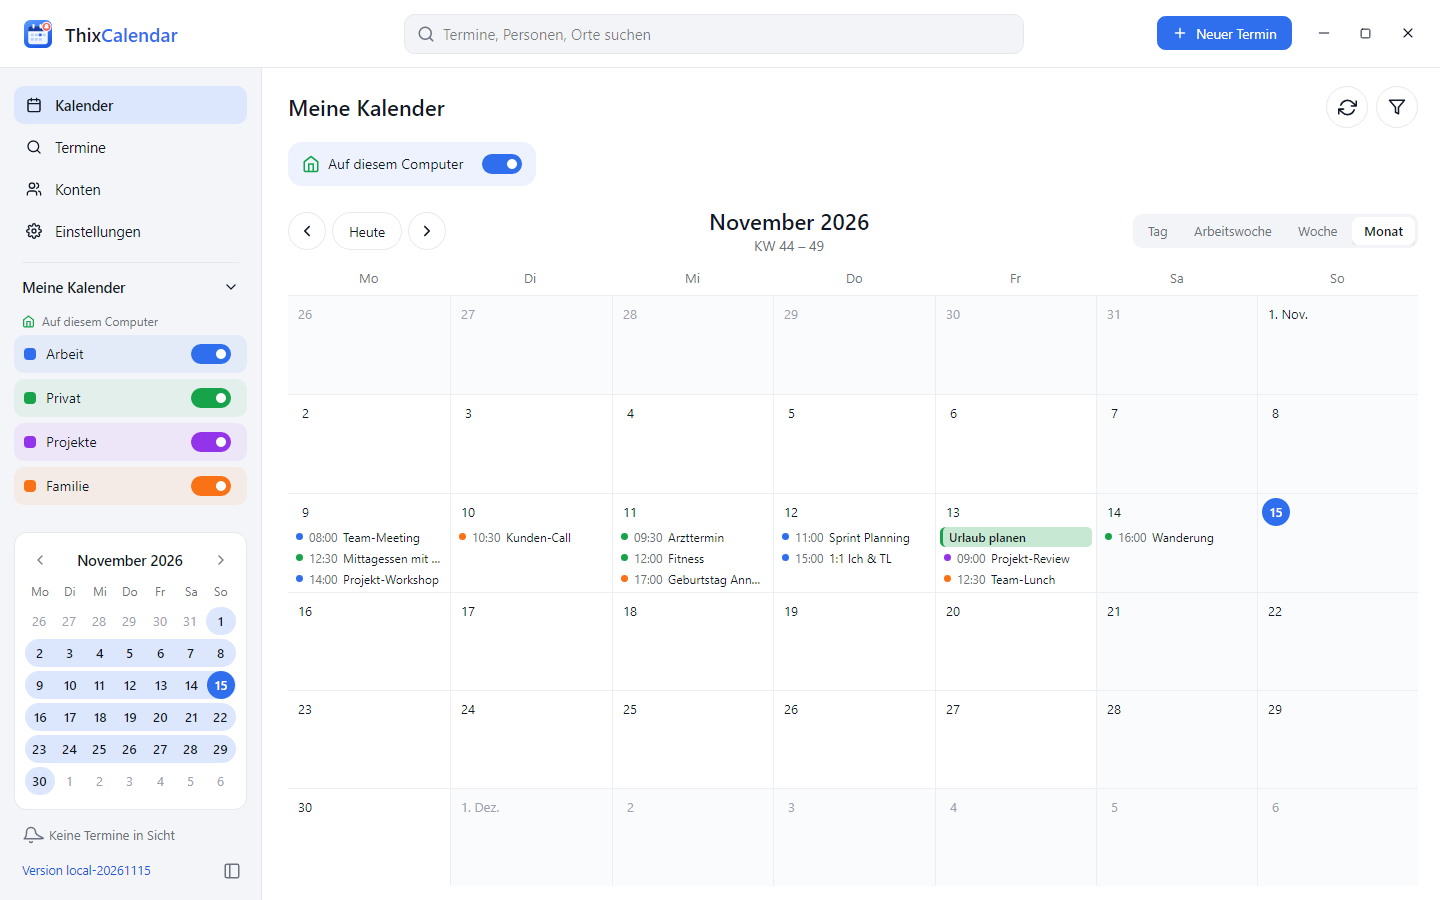 ThixCalendar
Termine, Personen, Orte suchen
Neuer Termin
Kalender
Termine
Konten
Einstellungen
Meine Kalender
Auf diesem Computer
Arbeit
Privat
Projekte
Familie
November 2026
Mo Di Mi Do Fr Sa So
26 27 28 29 30 31 1
2 3 4 5 6 7 8
9 10 11 12 13 14 15
16 17 18 19 20 21 22
23 24 25 26 27 28 29
30 1 2 3 4 5 6
Keine Termine in Sicht
Version local-20261115
Meine Kalender
Auf diesem Computer
Heute
November 2026
KW 44 – 49
Tag Arbeitswoche Woche Monat
Mo Di Mi Do Fr Sa So
26 27 28 29 30 31 1. Nov.
2 3 4 5 6 7 8
9
08:00 Team-Meeting
12:30 Mittagessen mit ...
14:00 Projekt-Workshop
10
10:30 Kunden-Call
11
09:30 Arzttermin
12:00 Fitness
17:00 Geburtstag Ann...
12
11:00 Sprint Planning
15:00 1:1 Ich & TL
13
Urlaub planen
09:00 Projekt-Review
12:30 Team-Lunch
14
16:00 Wanderung
15
16 17 18 19 20 21 22
23 24 25 26 27 28 29
30 1. Dez. 2 3 4 5 6